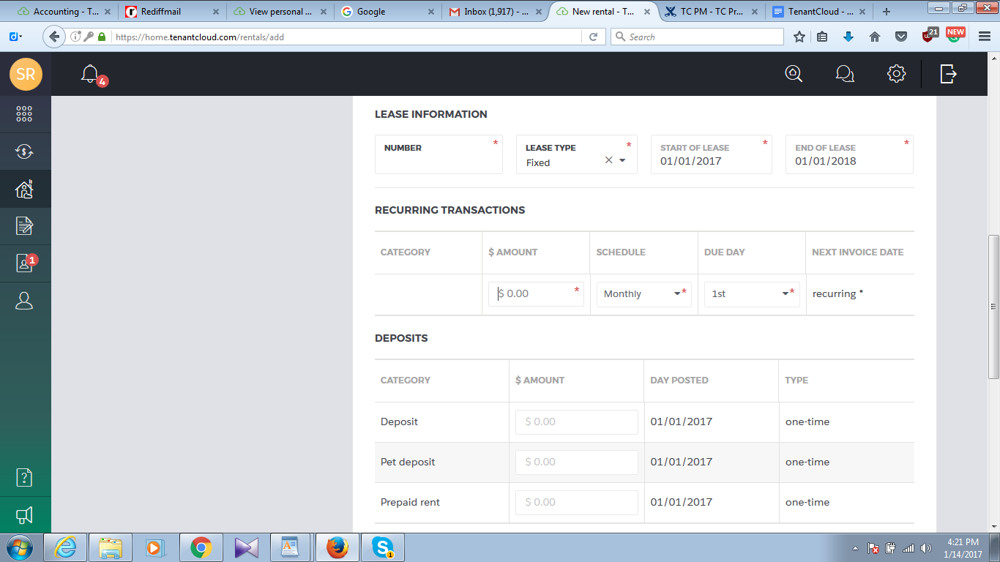 Accounting - T...
Rediffmail
View personal ...
Google
Inbox (1,917) - ...
New rental - T...
TC PM - TC Pr...
TenantCloud - ...
https://home.tenantcloud.com/rentals/add
Search
21
NEW
SR
4
LEASE INFORMATION
NUMBER *
LEASE TYPE *
Fixed
START OF LEASE *
01/01/2017
END OF LEASE *
01/01/2018
RECURRING TRANSACTIONS
CATEGORY $ AMOUNT SCHEDULE DUE DAY NEXT INVOICE DATE
$ 0.00 * Monthly * 1st * recurring *
1
DEPOSITS
CATEGORY $ AMOUNT DAY POSTED TYPE
Deposit $ 0.00 01/01/2017 one-time
Pet deposit $ 0.00 01/01/2017 one-time
Prepaid rent $ 0.00 01/01/2017 one-time
?
1
4:21 PM
1/14/2017